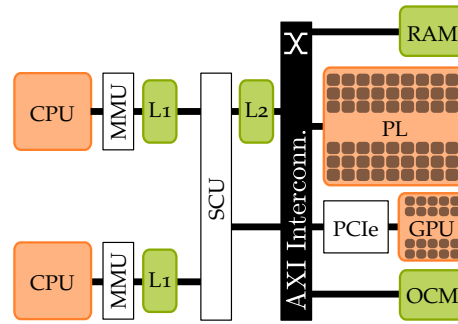 RAM
CPU
MMU
L1
L2
PL
SCU
AXI Interconn.
PCIe
GPU
CPU
MMU
L1
OCM